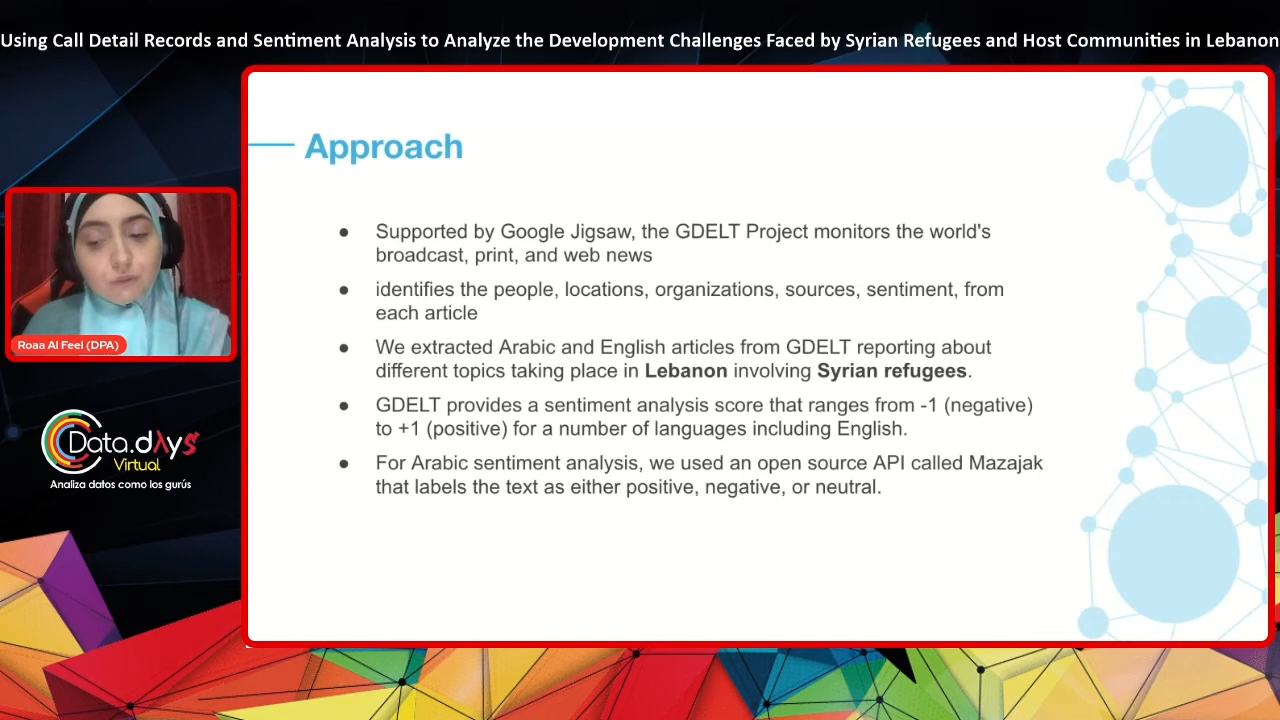 Using Call Detail Records and Sentiment Analysis to Analyze the Development Challenges Faced by Syrian Refugees and Host Communities in Lebanon
Approach
● Supported by Google Jigsaw, the GDELT Project monitors the world's
broadcast, print, and web news
● identifies the people, locations, organizations, sources, sentiment, from
each article
● We extracted Arabic and English articles from GDELT reporting about
different topics taking place in Lebanon involving Syrian refugees.
● GDELT provides a sentiment analysis score that ranges from -1 (negative)
to +1 (positive) for a number of languages including English.
● For Arabic sentiment analysis, we used an open source API called Mazajak
that labels the text as either positive, negative, or neutral.
Roaa Al Feel (DPA)
Data.dAys
Virtual
Analiza datos como los gurús